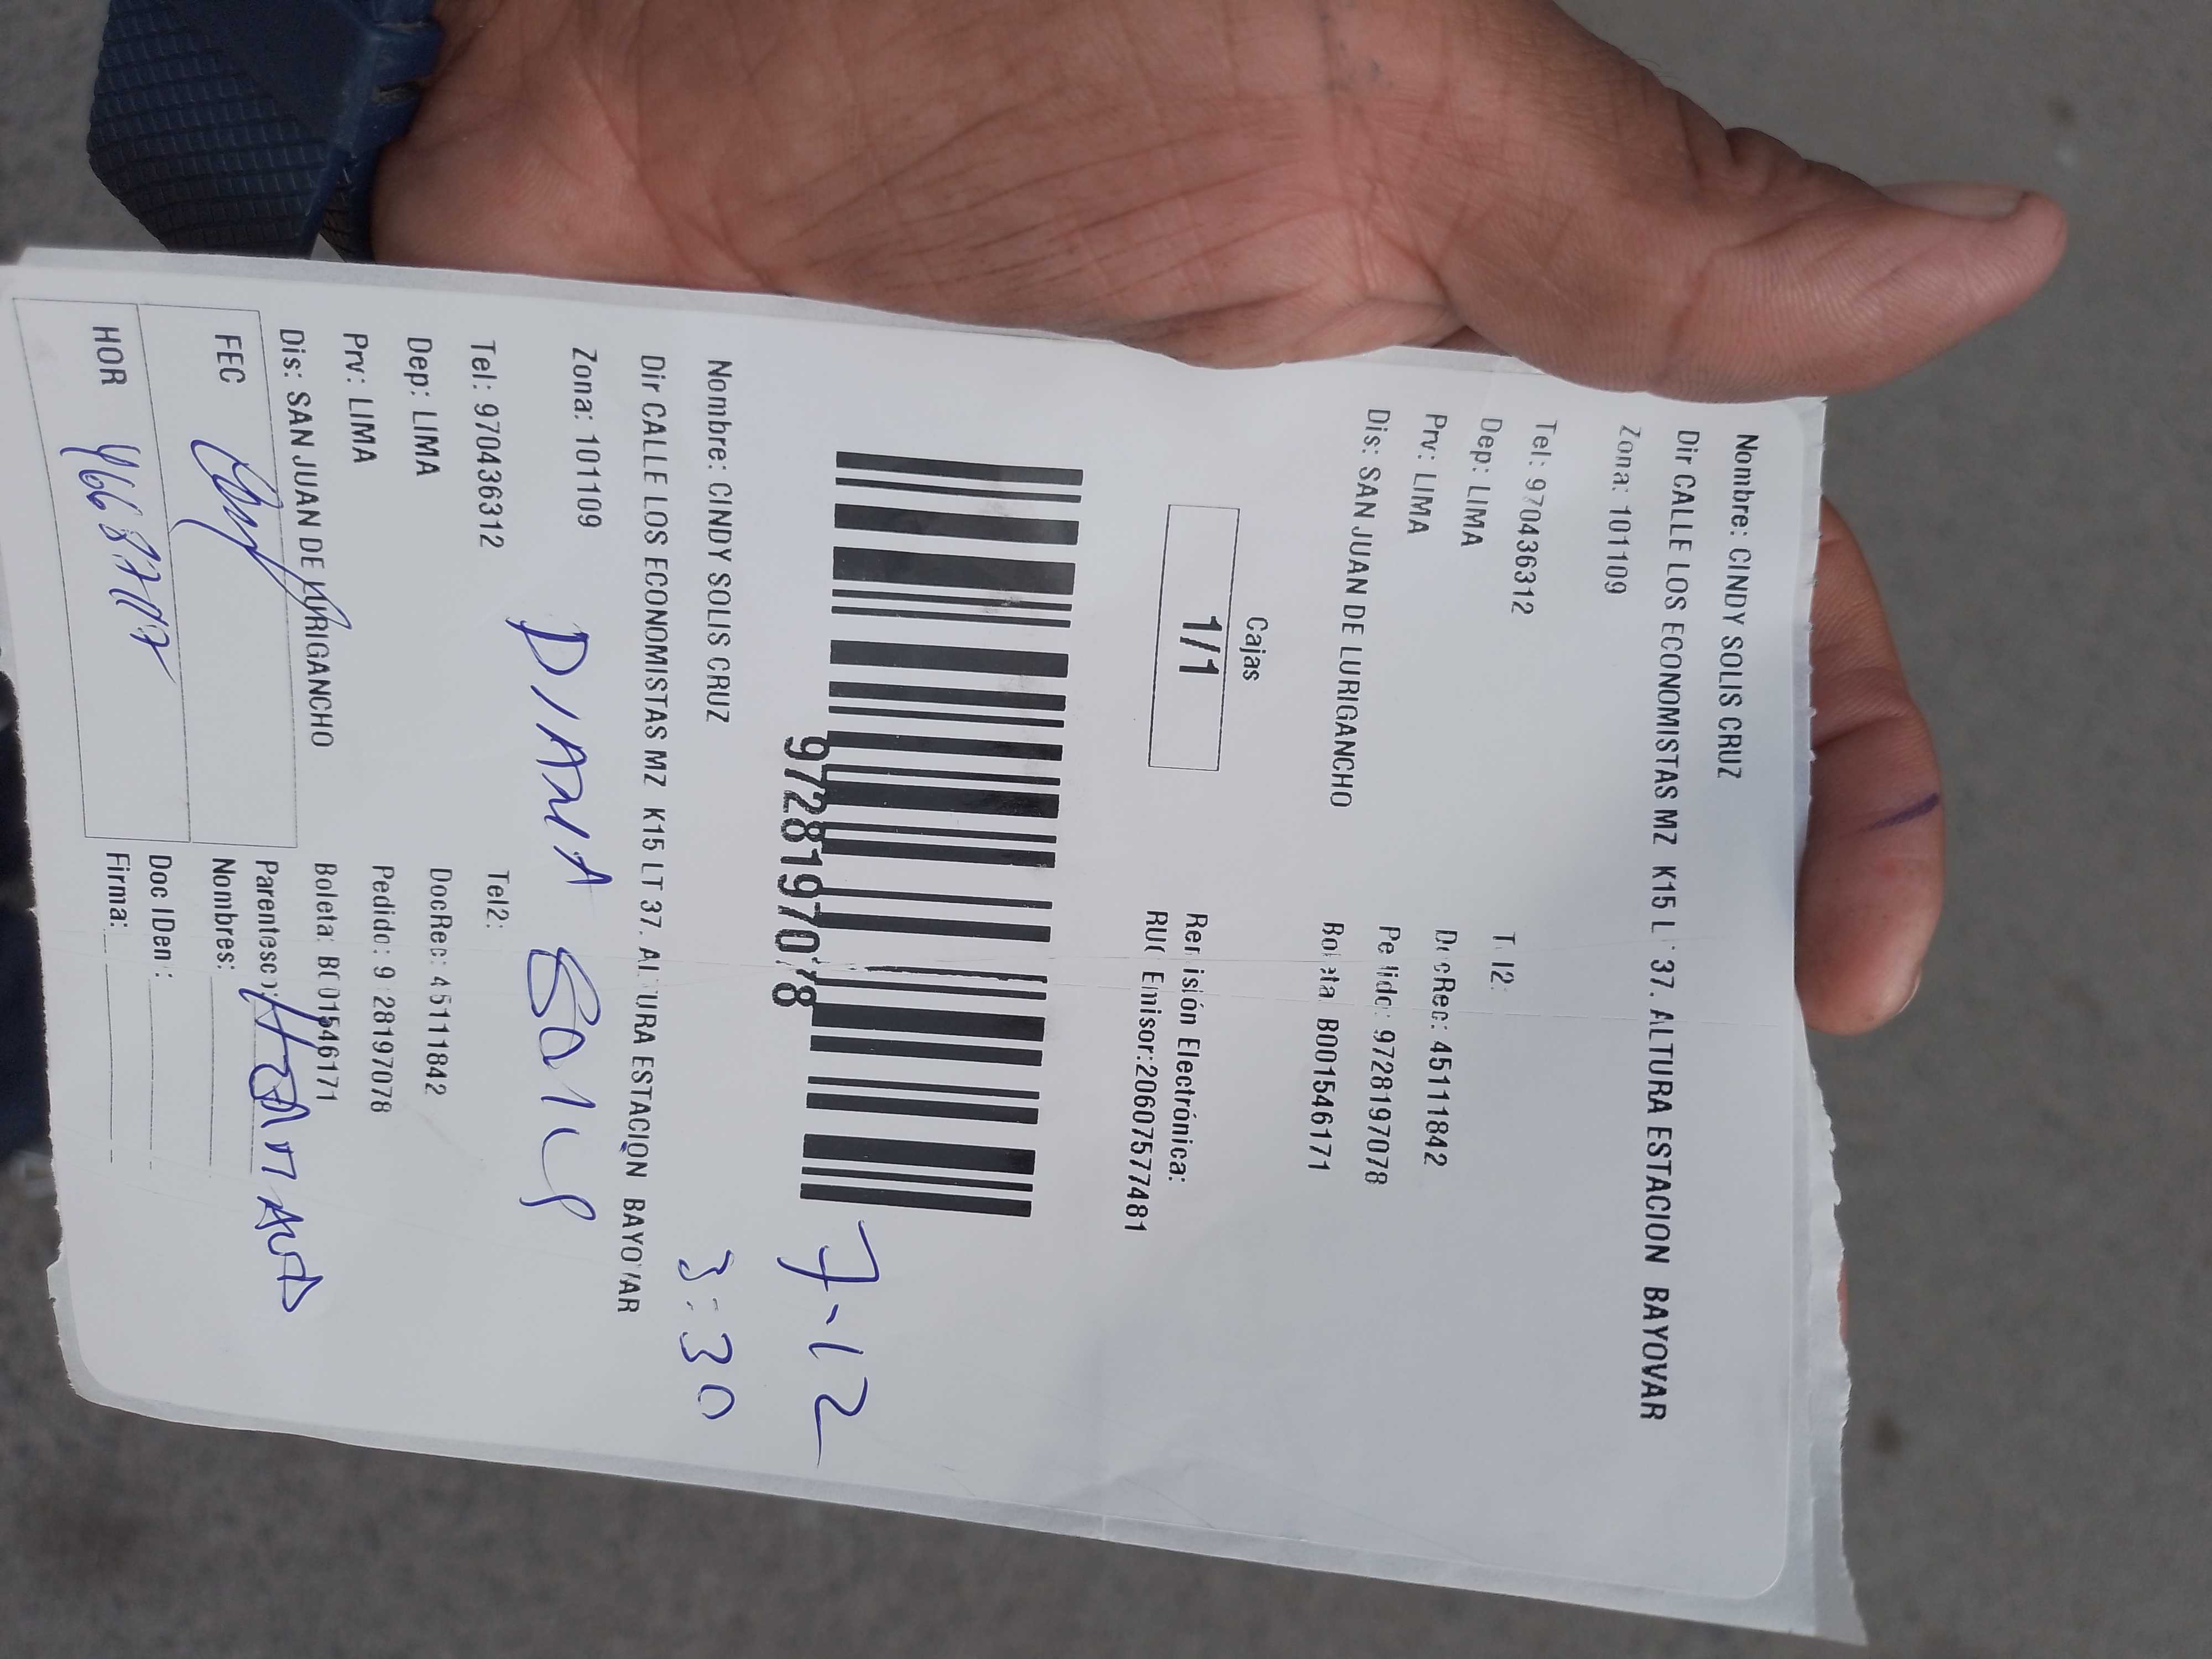 Nombre: CINDY SOLIS CRUZ
Dir CALLE LOS ECONOMISTAS MZ K15 L 37. ALTURA ESTACION BAYOVAR
Zona: 101109
Tel: 970436312 T l2:
Dep: LIMA DocRec: 45111842
Prv: LIMA Pedido: 9728197078
Dis: SAN JUAN DE LURIGANCHO Boleta B001546171
Cajas
1/1
Remisión Electrónica:
RUC Emisor:20607577481
9728197078
7-12
Nombre: CINDY SOLIS CRUZ
3:30
Dir CALLE LOS ECONOMISTAS MZ K15 LT 37. ALTURA ESTACION BAYOVAR
Zona: 101109
DIANA SOLIS
Tel: 970436312 Tel2:
Dep: LIMA DocRec: 45111842
Prv: LIMA Pedido: 9728197078
Dis: SAN JUAN DE LURIGANCHO Boleta: B001546171
Parentesco: Hermana
FEC Nombres:
Doc IDen:
HOR Firma: